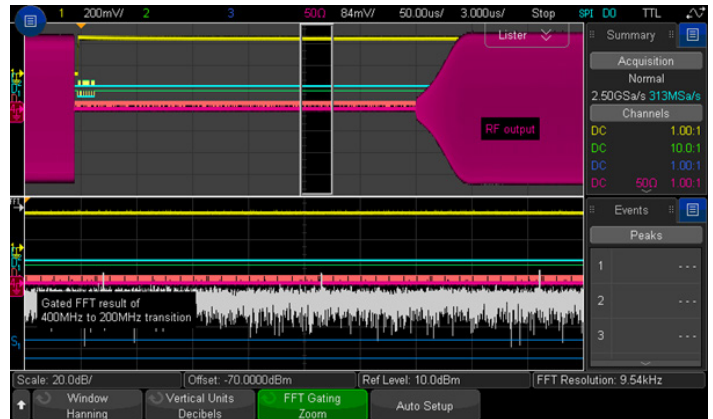 1 200mV/ 2 3 50Ω 84mV/ 50.00us/ 3.000us/ Stop SPI D0 TTL
Lister
Summary
Acquisition
Normal
2.50GSa/s 313MSa/s
Channels
DC 1.00:1
DC 10.0:1
DC 1.00:1
DC 50Ω 1.00:1
RF output
FFT
Events
Peaks
1 ---
2 ---
3 ---
Gated FFT result of
400MHz to 200MHz transition
S₁
Scale: 20.0dB/ Offset: -70.0000dBm Ref Level: 10.0dBm FFT Resolution: 9.54kHz
Window
Hanning
Vertical Units
Decibels
FFT Gating
Zoom
Auto Setup